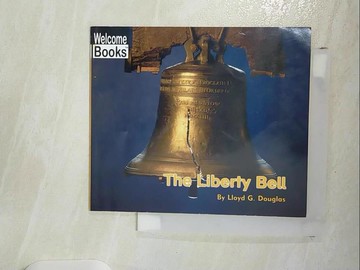 Welcome
Books
The Liberty Bell
By Lloyd G. Douglas